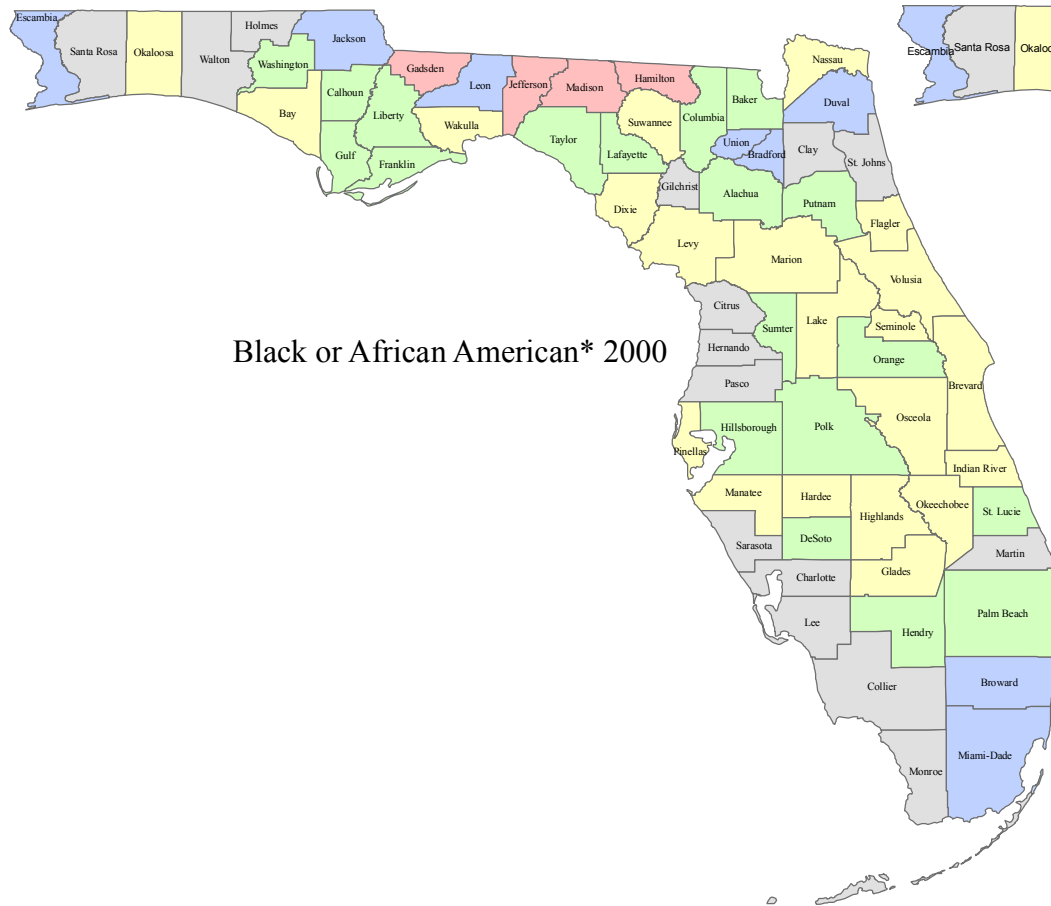 Escambia
Santa Rosa
Okaloosa
Walton
Holmes
Washington
Jackson
Bay
Calhoun
Gulf
Liberty
Franklin
Gadsden
Leon
Wakulla
Jefferson
Madison
Taylor
Hamilton
Suwannee
Lafayette
Dixie
Columbia
Baker
Union
Bradford
Gilchrist
Alachua
Levy
Nassau
Duval
Clay
St. Johns
Putnam
Flagler
Marion
Volusia
Escambia
Santa Rosa
Okaloo
Black or African American* 2000
Citrus
Sumter
Lake
Seminole
Hernando
Orange
Pasco
Brevard
Hillsborough
Polk
Osceola
Pinellas
Indian River
Manatee
Hardee
Highlands
Okeechobee
St. Lucie
DeSoto
Sarasota
Martin
Charlotte
Glades
Lee
Hendry
Palm Beach
Collier
Broward
Monroe
Miami-Dade